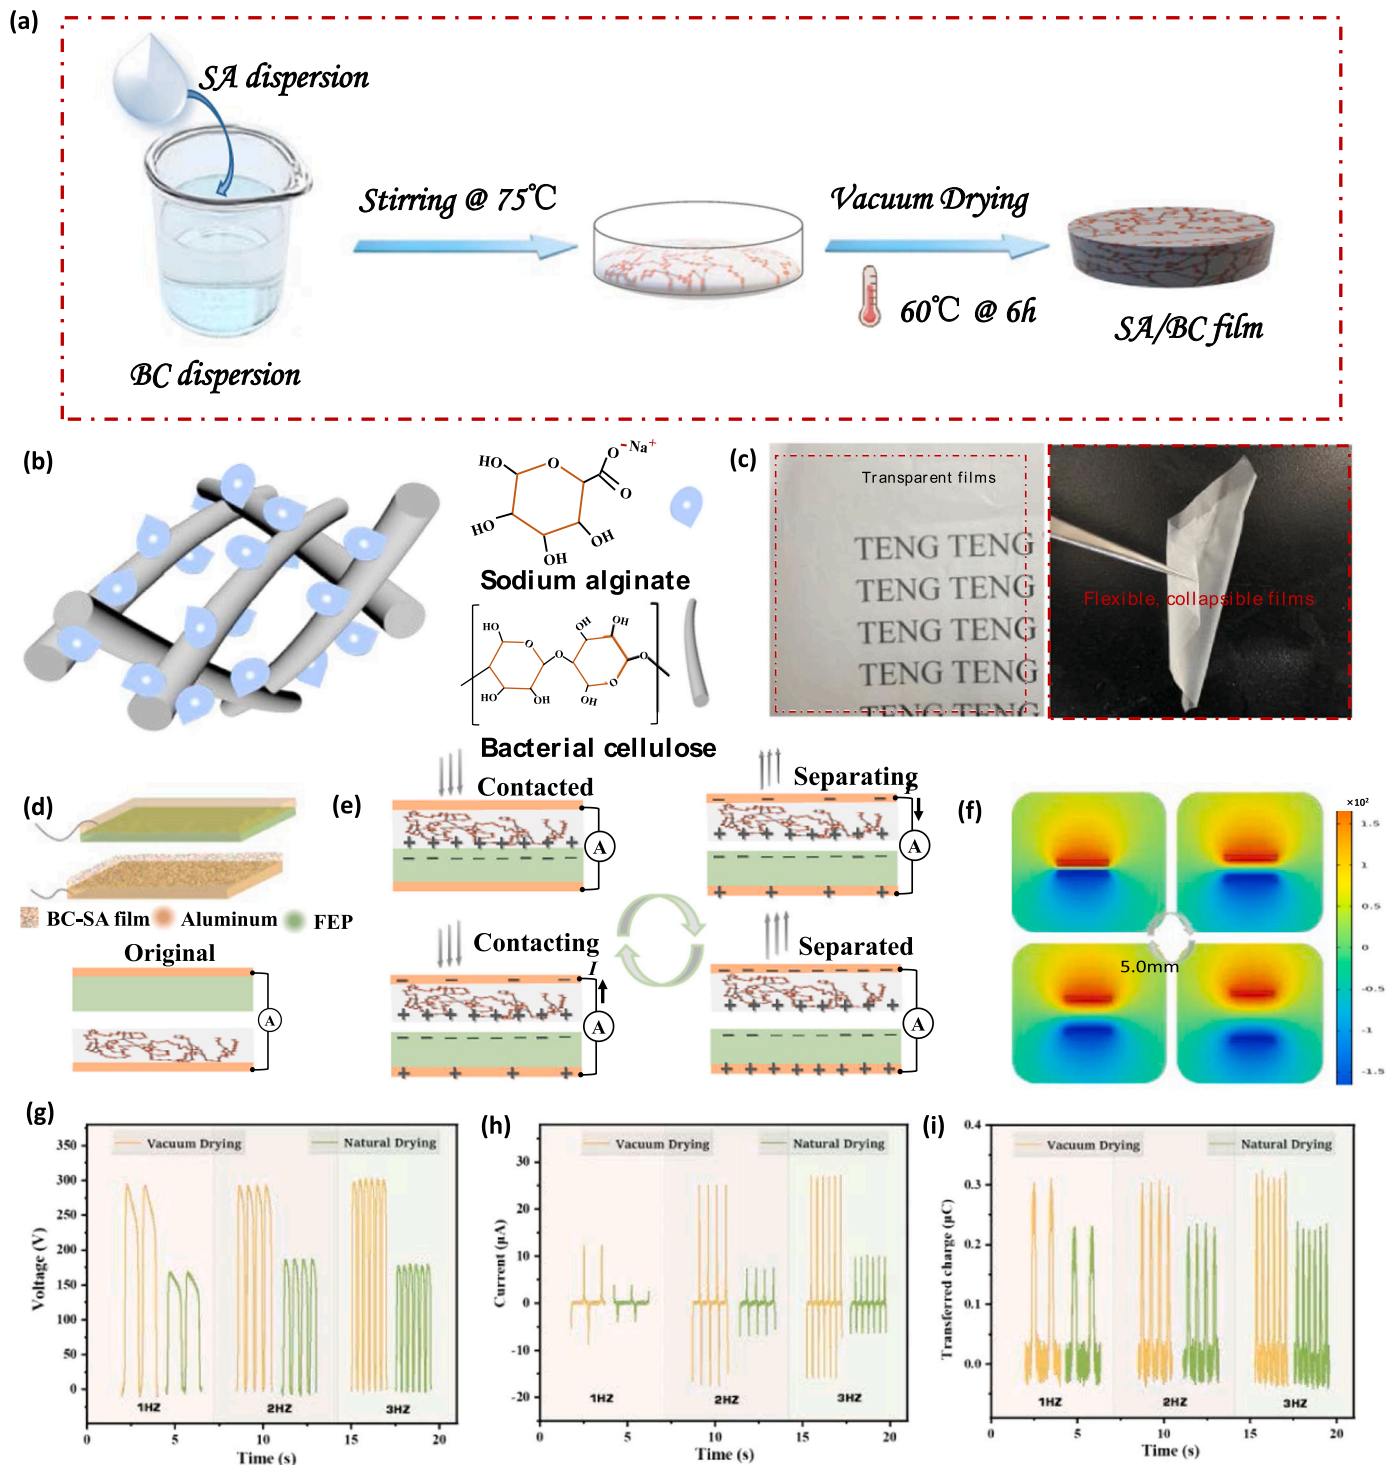 (a)
SA dispersion
Stirring @ 75℃
Vacuum Drying
60℃ @ 6h
SA/BC film
BC dispersion
(b)
HO
O
O
-Na+
O
HO
OH
OH
Sodium alginate
HO
OH
O
O
HO
OH
OH
OH
O
OH
O
Bacterial cellulose
(c)
Transparent films
TENG TENG
TENG TENG
TENG TENG
TENG TENG
TENG TENG
Flexible, collapsible films
(d)
BC-SA film
Aluminum
FEP
Original
A
(e)
Contacted
A
Separating
A
Contacting
I
A
Separated
A
(f)
×10²
1.5
1
0.5
0
-0.5
-1
-1.5
5.0mm
(g)
Vacuum Drying
Natural Drying
Voltage (V)
350
300
250
200
150
100
50
0
1HZ
2HZ
3HZ
0
5
10
15
20
Time (s)
(h)
Vacuum Drying
Natural Drying
Current (μA)
30
20
10
0
-10
-20
1HZ
2HZ
3HZ
0
5
10
15
20
Time (s)
(i)
Vacuum Drying
Natural Drying
Transferred charge (μC)
0.4
0.3
0.2
0.1
0.0
1HZ
2HZ
3HZ
0
5
10
15
20
Time (s)